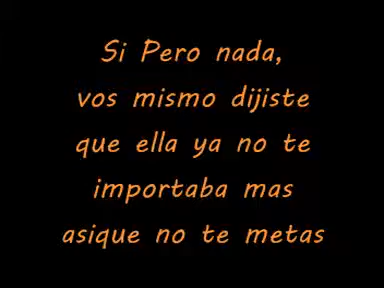 Si Pero nada,
vos mismo dijiste
que ella ya no te
importaba mas
asique no te metas